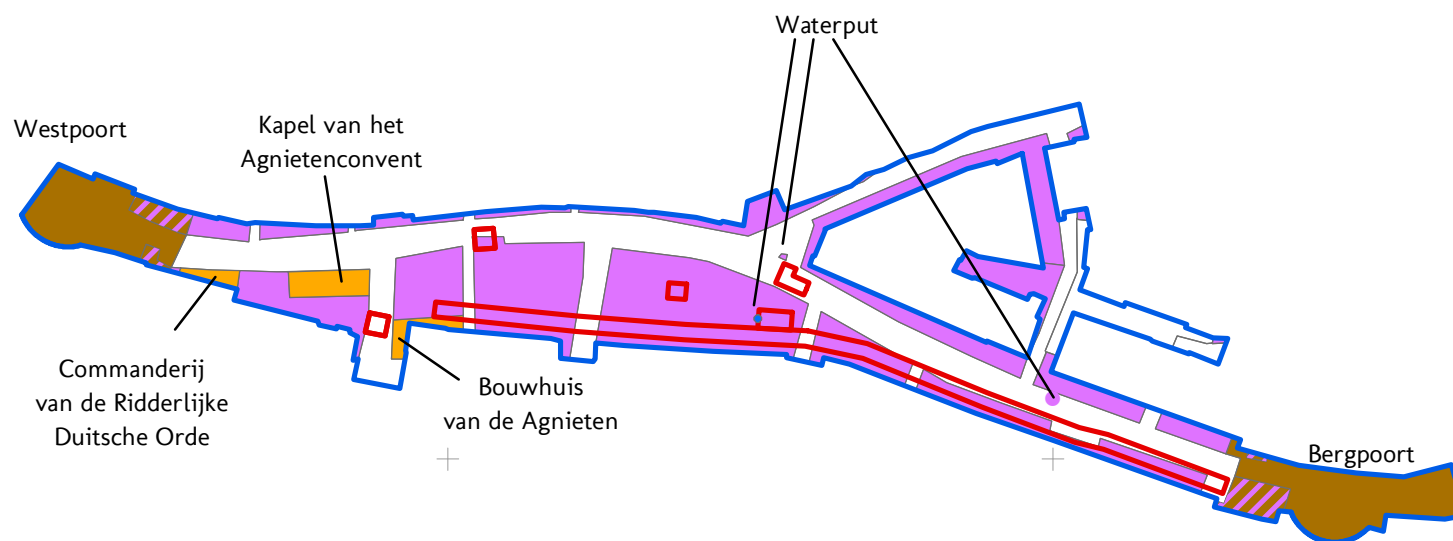 Waterput
Westpoort
Kapel van het
Agnietenconvent
Commanderij
van de Ridderlijke
Duitsche Orde
Bouwhuis
van de Agnieten
Bergpoort